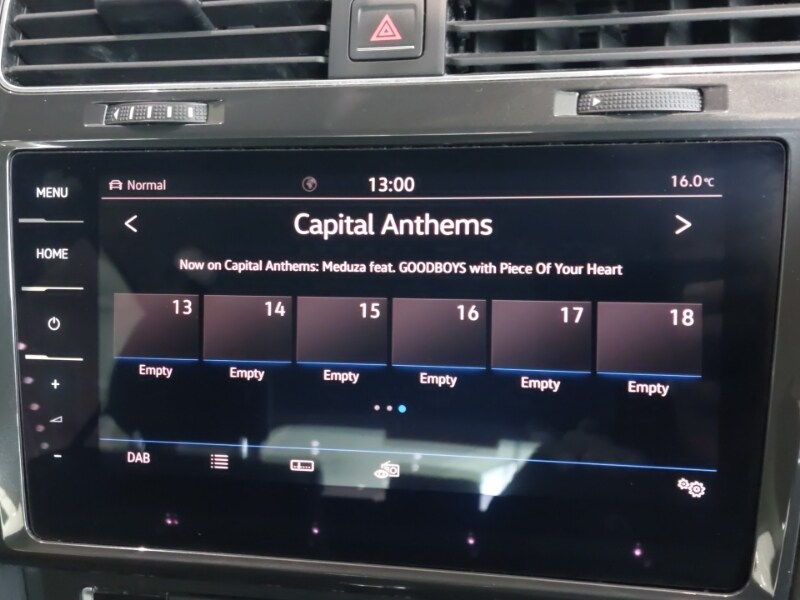 MENU
HOME
+
-
Normal
13:00
16.0°C
<
Capital Anthems
>
Now on Capital Anthems: Meduza feat. GOODBOYS with Piece Of Your Heart
13
14
15
16
17
18
Empty
Empty
Empty
Empty
Empty
Empty
DAB